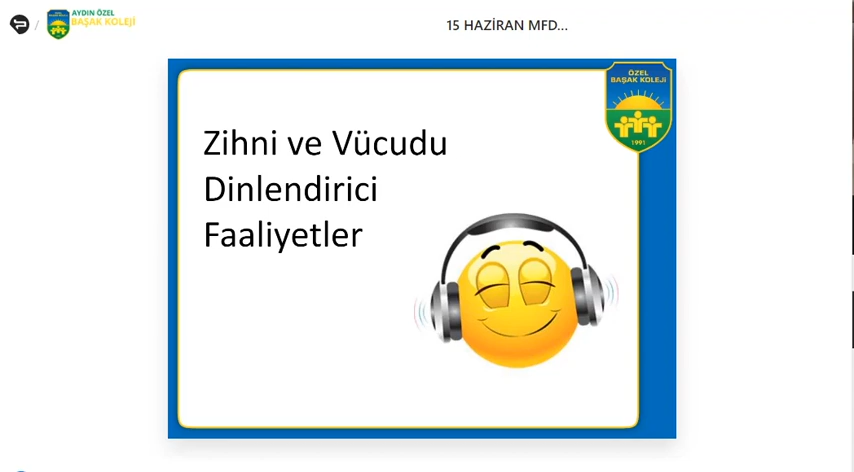 AYDIN ÖZEL
BAŞAK KOLEJİ
15 HAZİRAN MFD...
ÖZEL
BAŞAK KOLEJİ
1991
Zihni ve Vücudu
Dinlendirici
Faaliyetler